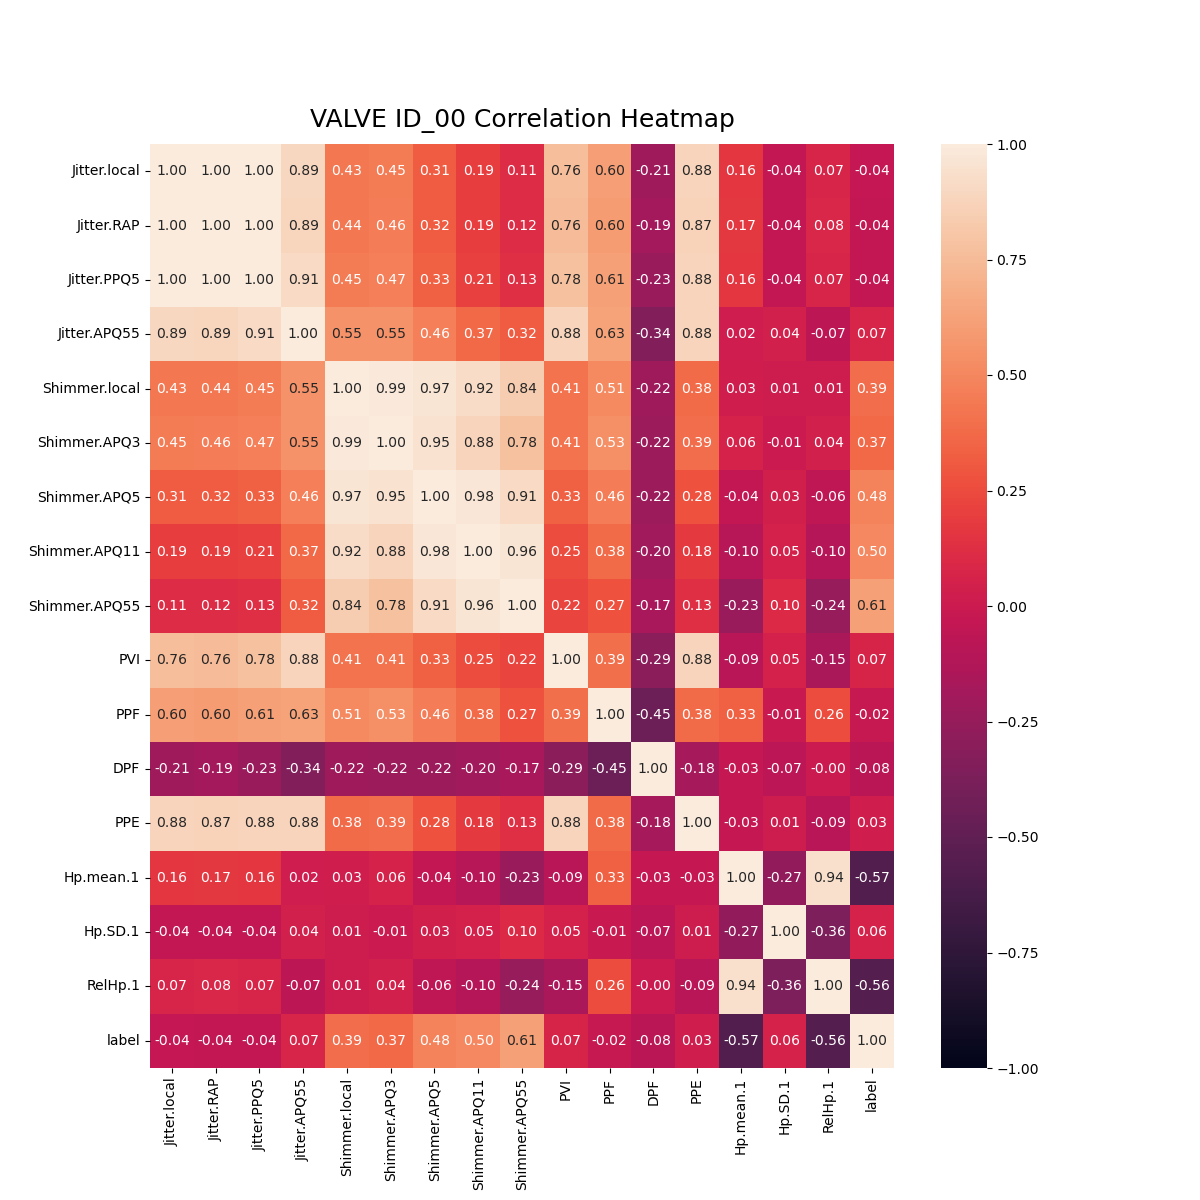 VALVE ID_00 Correlation Heatmap
Jitter.local 1.00 1.00 1.00 0.89 0.43 0.45 0.31 0.19 0.11 0.76 0.60 -0.21 0.88 0.16 -0.04 0.07 -0.04
Jitter.RAP 1.00 1.00 1.00 0.89 0.44 0.46 0.32 0.19 0.12 0.76 0.60 -0.19 0.87 0.17 -0.04 0.08 -0.04
Jitter.PPQ5 1.00 1.00 1.00 0.91 0.45 0.47 0.33 0.21 0.13 0.78 0.61 -0.23 0.88 0.16 -0.04 0.07 -0.04
Jitter.APQ55 0.89 0.89 0.91 1.00 0.55 0.55 0.46 0.37 0.32 0.88 0.63 -0.34 0.88 0.02 0.04 -0.07 0.07
Shimmer.local 0.43 0.44 0.45 0.55 1.00 0.99 0.97 0.92 0.84 0.41 0.51 -0.22 0.38 0.03 0.01 0.01 0.39
Shimmer.APQ3 0.45 0.46 0.47 0.55 0.99 1.00 0.95 0.88 0.78 0.41 0.53 -0.22 0.39 0.06 -0.01 0.04 0.37
Shimmer.APQ5 0.31 0.32 0.33 0.46 0.97 0.95 1.00 0.98 0.91 0.33 0.46 -0.22 0.28 -0.04 0.03 -0.06 0.48
Shimmer.APQ11 0.19 0.19 0.21 0.37 0.92 0.88 0.98 1.00 0.96 0.25 0.38 -0.20 0.18 -0.10 0.05 -0.10 0.50
Shimmer.APQ55 0.11 0.12 0.13 0.32 0.84 0.78 0.91 0.96 1.00 0.22 0.27 -0.17 0.13 -0.23 0.10 -0.24 0.61
PVI 0.76 0.76 0.78 0.88 0.41 0.41 0.33 0.25 0.22 1.00 0.39 -0.29 0.88 -0.09 0.05 -0.15 0.07
PPF 0.60 0.60 0.61 0.63 0.51 0.53 0.46 0.38 0.27 0.39 1.00 -0.45 0.38 0.33 -0.01 0.26 -0.02
DPF -0.21 -0.19 -0.23 -0.34 -0.22 -0.22 -0.22 -0.20 -0.17 -0.29 -0.45 1.00 -0.18 -0.03 -0.07 -0.00 -0.08
PPE 0.88 0.87 0.88 0.88 0.38 0.39 0.28 0.18 0.13 0.88 0.38 -0.18 1.00 -0.03 0.01 -0.09 0.03
Hp.mean.1 0.16 0.17 0.16 0.02 0.03 0.06 -0.04 -0.10 -0.23 -0.09 0.33 -0.03 -0.03 1.00 -0.27 0.94 -0.57
Hp.SD.1 -0.04 -0.04 -0.04 0.04 0.01 -0.01 0.03 0.05 0.10 0.05 -0.01 -0.07 0.01 -0.27 1.00 -0.36 0.06
RelHp.1 0.07 0.08 0.07 -0.07 0.01 0.04 -0.06 -0.10 -0.24 -0.15 0.26 -0.00 -0.09 0.94 -0.36 1.00 -0.56
label -0.04 -0.04 -0.04 0.07 0.39 0.37 0.48 0.50 0.61 0.07 -0.02 -0.08 0.03 -0.57 0.06 -0.56 1.00
Jitter.local
Jitter.RAP
Jitter.PPQ5
Jitter.APQ55
Shimmer.local
Shimmer.APQ3
Shimmer.APQ5
Shimmer.APQ11
Shimmer.APQ55
PVI
PPF
DPF
PPE
Hp.mean.1
Hp.SD.1
RelHp.1
label
1.00
0.75
0.50
0.25
0.00
−0.25
−0.50
−0.75
−1.00